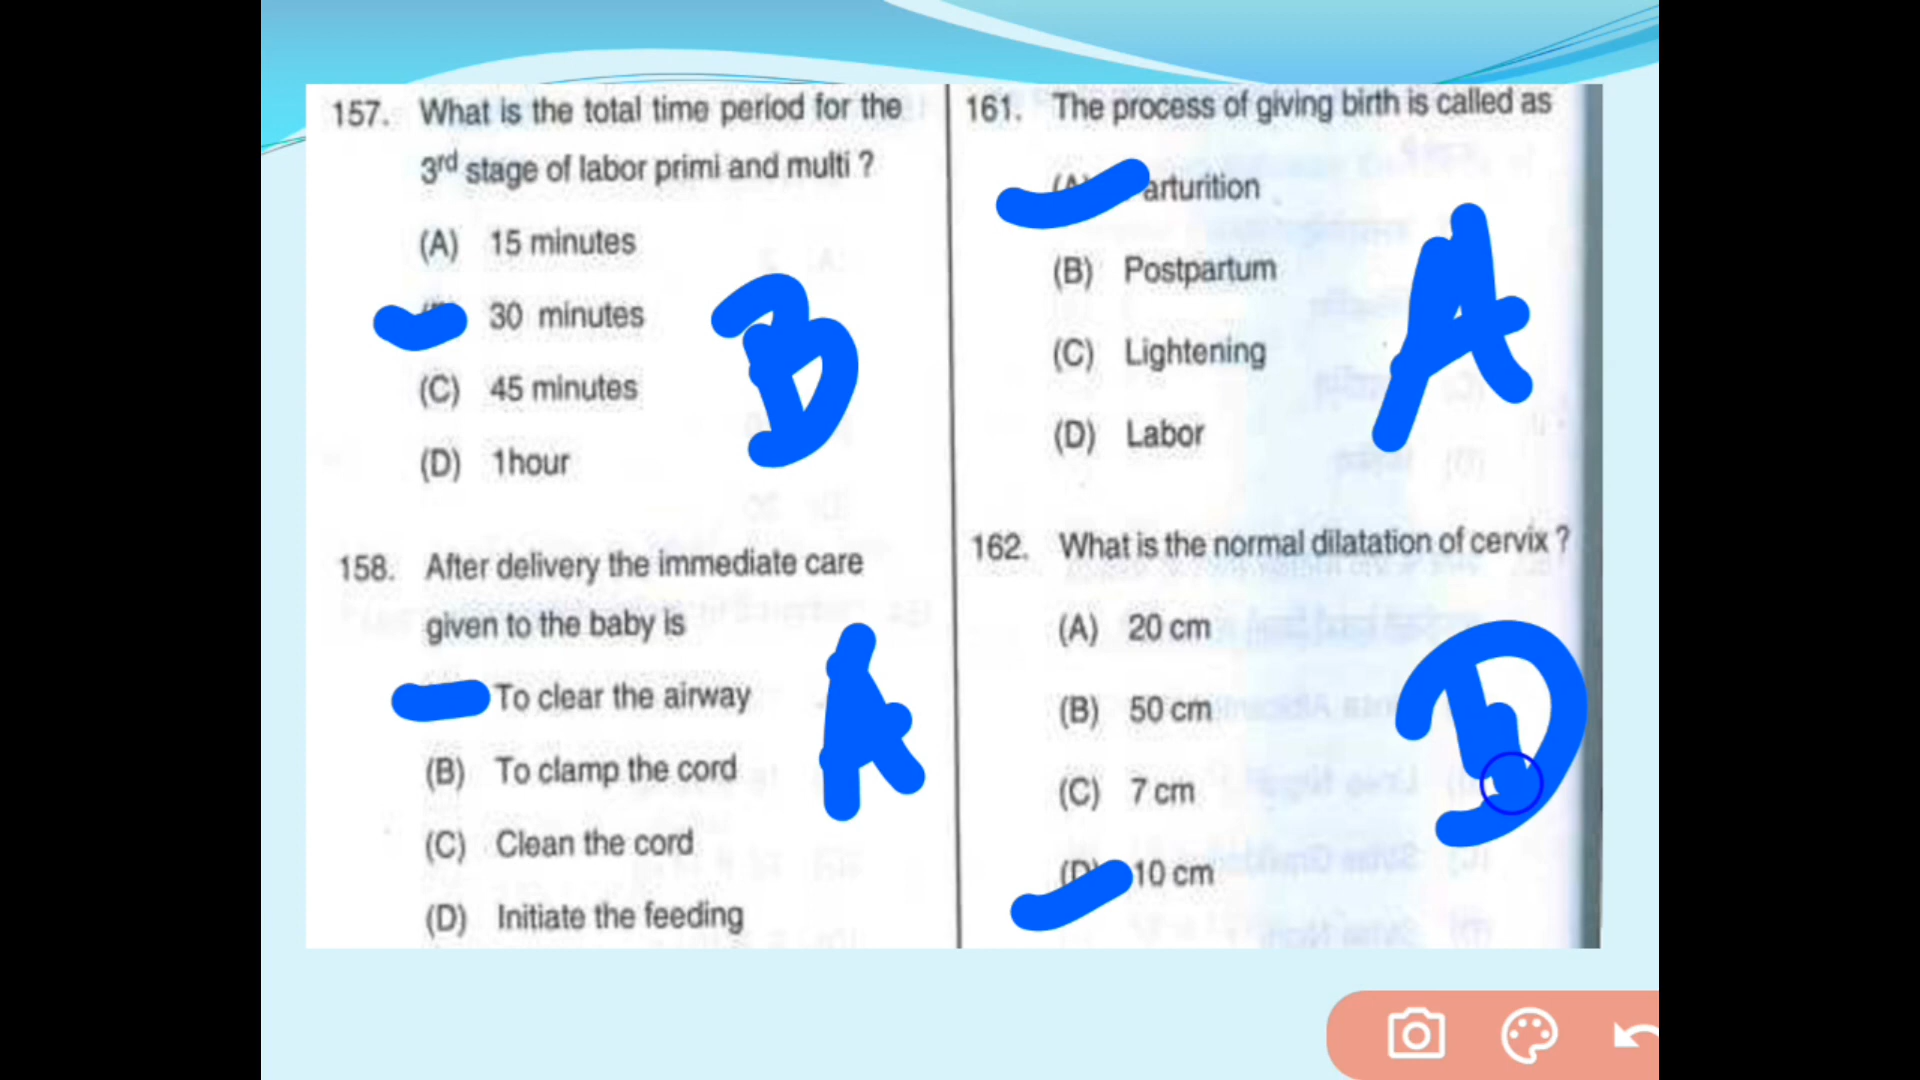 157. What is the total time period for the
3rd stage of labor primi and multi ?
(A) 15 minutes
30 minutes
(C) 45 minutes
(D) 1hour
B
158. After delivery the immediate care
given to the baby is
To clear the airway
(B) To clamp the cord
(C) Clean the cord
(D) Initiate the feeding
A
161. The process of giving birth is called as
(A) arturition
(B) Postpartum
(C) Lightening
(D) Labor
A
162. What is the normal dilatation of cervix ?
(A) 20 cm
(B) 50 cm
(C) 7 cm
(D) 10 cm
D